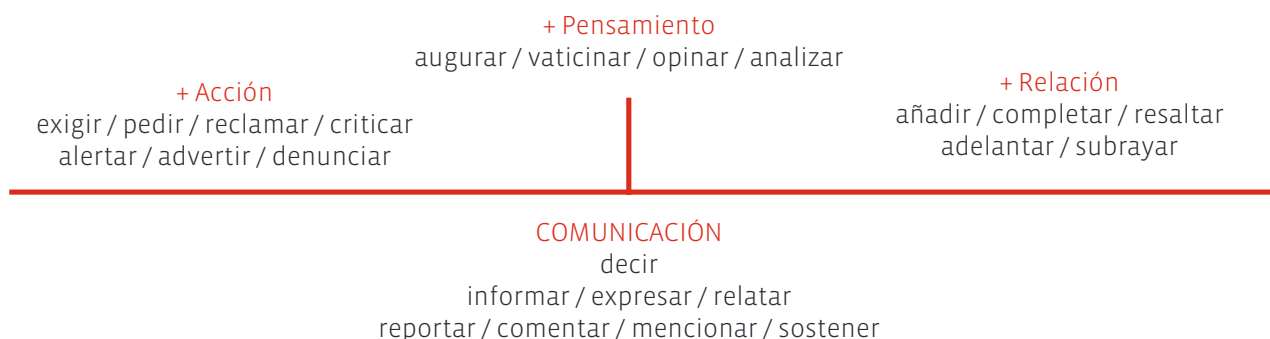 + Pensamiento
augurar / vaticinar / opinar / analizar
+ Acción
exigir / pedir / reclamar / criticar
alertar / advertir / denunciar
+ Relación
añadir / completar / resaltar
adelantar / subrayar
COMUNICACIÓN
decir
informar / expresar / relatar
reportar / comentar / mencionar / sostener